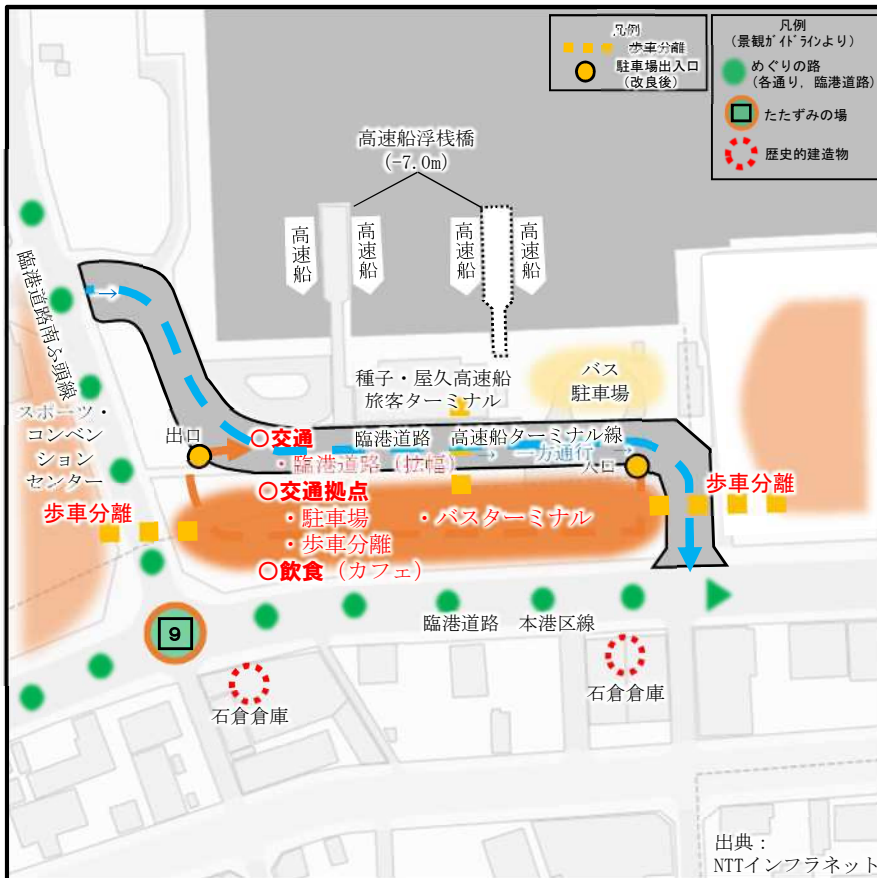 凡例
歩車分離
駐車場出入口
(改良後)
凡例
(景観ガイドラインより)
めぐりの路
(各通り, 臨港道路)
たたずみの場
歴史的建造物
高速船浮桟橋
(-7.0m)
高速船
高速船
高速船
高速船
臨港道路南ふ頭線
→
種子・屋久高速船
旅客ターミナル
バス
駐車場
スポーツ・
コンベン
ション
センター
出口
○交通
臨港道路 高速船ターミナル線
・臨港道路(拡幅)
→ 一方通行 →
入口
○交通拠点
・駐車場 ・バスターミナル
・歩車分離
○飲食(カフェ)
歩車分離
歩車分離
臨港道路 本港区線
9
石倉倉庫
石倉倉庫
出典:
NTTインフラネット